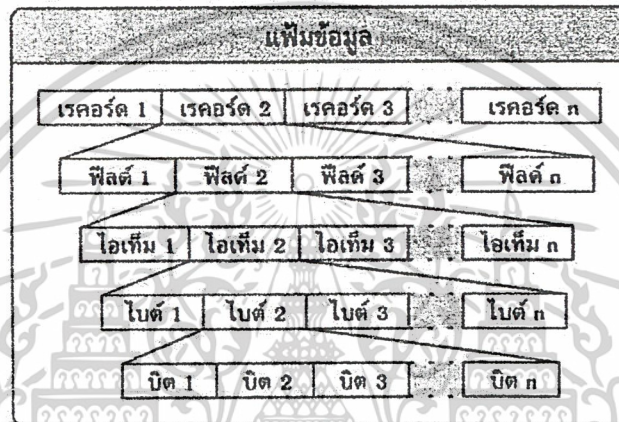 แฟ้มข้อมูล
เรคอร์ด 1 เรคอร์ด 2 เรคอร์ด 3 เรคอร์ด n
ฟีลด์ 1 ฟีลด์ 2 ฟีลด์ 3 ฟีลด์ n
ไอเท็ม 1 ไอเท็ม 2 ไอเท็ม 3 ไอเท็ม n
ไบต์ 1 ไบต์ 2 ไบต์ 3 ไบต์ n
บิต 1 บิต 2 บิต 3 บิต n